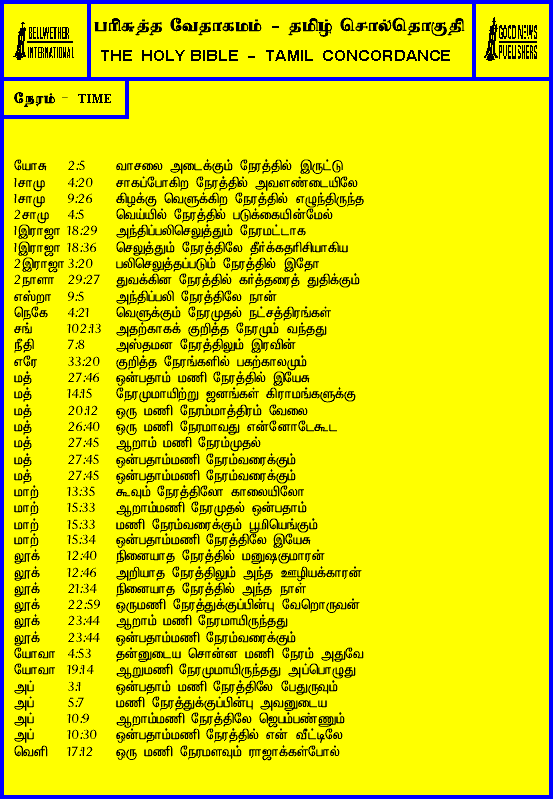 BELLWETHER
INTERNATIONAL
பரிசுத்த வேதாகமம் - தமிழ் சொல்தொகுதி
THE HOLY BIBLE - TAMIL CONCORDANCE
GOOD NEWS
PUBLISHERS
நேரம் - TIME
யோசு 2:5 வாசலை அடைக்கும் நேரத்தில் இருட்டு
1சாமு 4:20 சாகப்போகிற நேரத்தில் அவளண்டையிலே
1சாமு 9:26 கிழக்கு வெளுக்கிற நேரத்தில் எழுந்திருந்த
2சாமு 4:5 வெய்யில் நேரத்தில் படுக்கையின்மேல்
1இராஜா 18:29 அந்திப்பலிசெலுத்தும் நேரமட்டாக
1இராஜா 18:36 செலுத்தும் நேரத்திலே தீர்க்கதரிசியாகிய
2இராஜா 3:20 பலிசெலுத்தப்படும் நேரத்தில் இதோ
2நாளா 29:27 துவக்கின நேரத்தில் கர்த்தரைத் துதிக்கும்
எஸ்றா 9:5 அந்திப்பலி நேரத்திலே நான்
நெகே 4:21 வெளுக்கும் நேரமுதல் நட்சத்திரங்கள்
சங் 102:13 அதற்காகக் குறித்த நேரமும் வந்தது
நீதி 7:8 அஸ்தமன நேரத்திலும் இரவின்
எரே 33:20 குறித்த நேரங்களில் பகற்காலமும்
மத் 27:46 ஒன்பதாம் மணி நேரத்தில் இயேசு
மத் 14:15 நேரமுமாயிற்று ஜனங்கள் கிராமங்களுக்கு
மத் 20:12 ஒரு மணி நேரம்மாத்திரம் வேலை
மத் 26:40 ஒரு மணி நேரமாவது என்னோடேகூட
மத் 27:45 ஆறாம் மணி நேரம்முதல்
மத் 27:45 ஒன்பதாம்மணி நேரம்வரைக்கும்
மத் 27:45 ஒன்பதாம்மணி நேரம்வரைக்கும்
மாற் 13:35 கூவும் நேரத்திலோ காலையிலோ
மாற் 15:33 ஆறாம்மணி நேரமுதல் ஒன்பதாம்
மாற் 15:33 மணி நேரம்வரைக்கும் பூமியெங்கும்
மாற் 15:34 ஒன்பதாம்மணி நேரத்திலே இயேசு
லூக் 12:40 நினையாத நேரத்தில் மனுஷகுமாரன்
லூக் 12:46 அறியாத நேரத்திலும் அந்த ஊழியக்காரன்
லூக் 21:34 நினையாத நேரத்தில் அந்த நாள்
லூக் 22:59 ஒருமணி நேரத்துக்குப்பின்பு வேறொருவன்
லூக் 23:44 ஆறாம் மணி நேரமாயிருந்தது
லூக் 23:44 ஒன்பதாம்மணி நேரம்வரைக்கும்
யோவா 4:53 தன்னுடைய சொன்ன மணி நேரம் அதுவே
யோவா 19:14 ஆறுமணி நேரமுமாயிருந்தது அப்பொழுது
அப் 3:1 ஒன்பதாம் மணி நேரத்திலே பேதுருவும்
அப் 5:7 மணி நேரத்துக்குப்பின்பு அவனுடைய
அப் 10:9 ஆறாம்மணி நேரத்திலே ஜெபம்பண்ணும்
அப் 10:30 ஒன்பதாம்மணி நேரத்தில் என் வீட்டிலே
வெளி 17:12 ஒரு மணி நேரமளவும் ராஜாக்கள்போல்